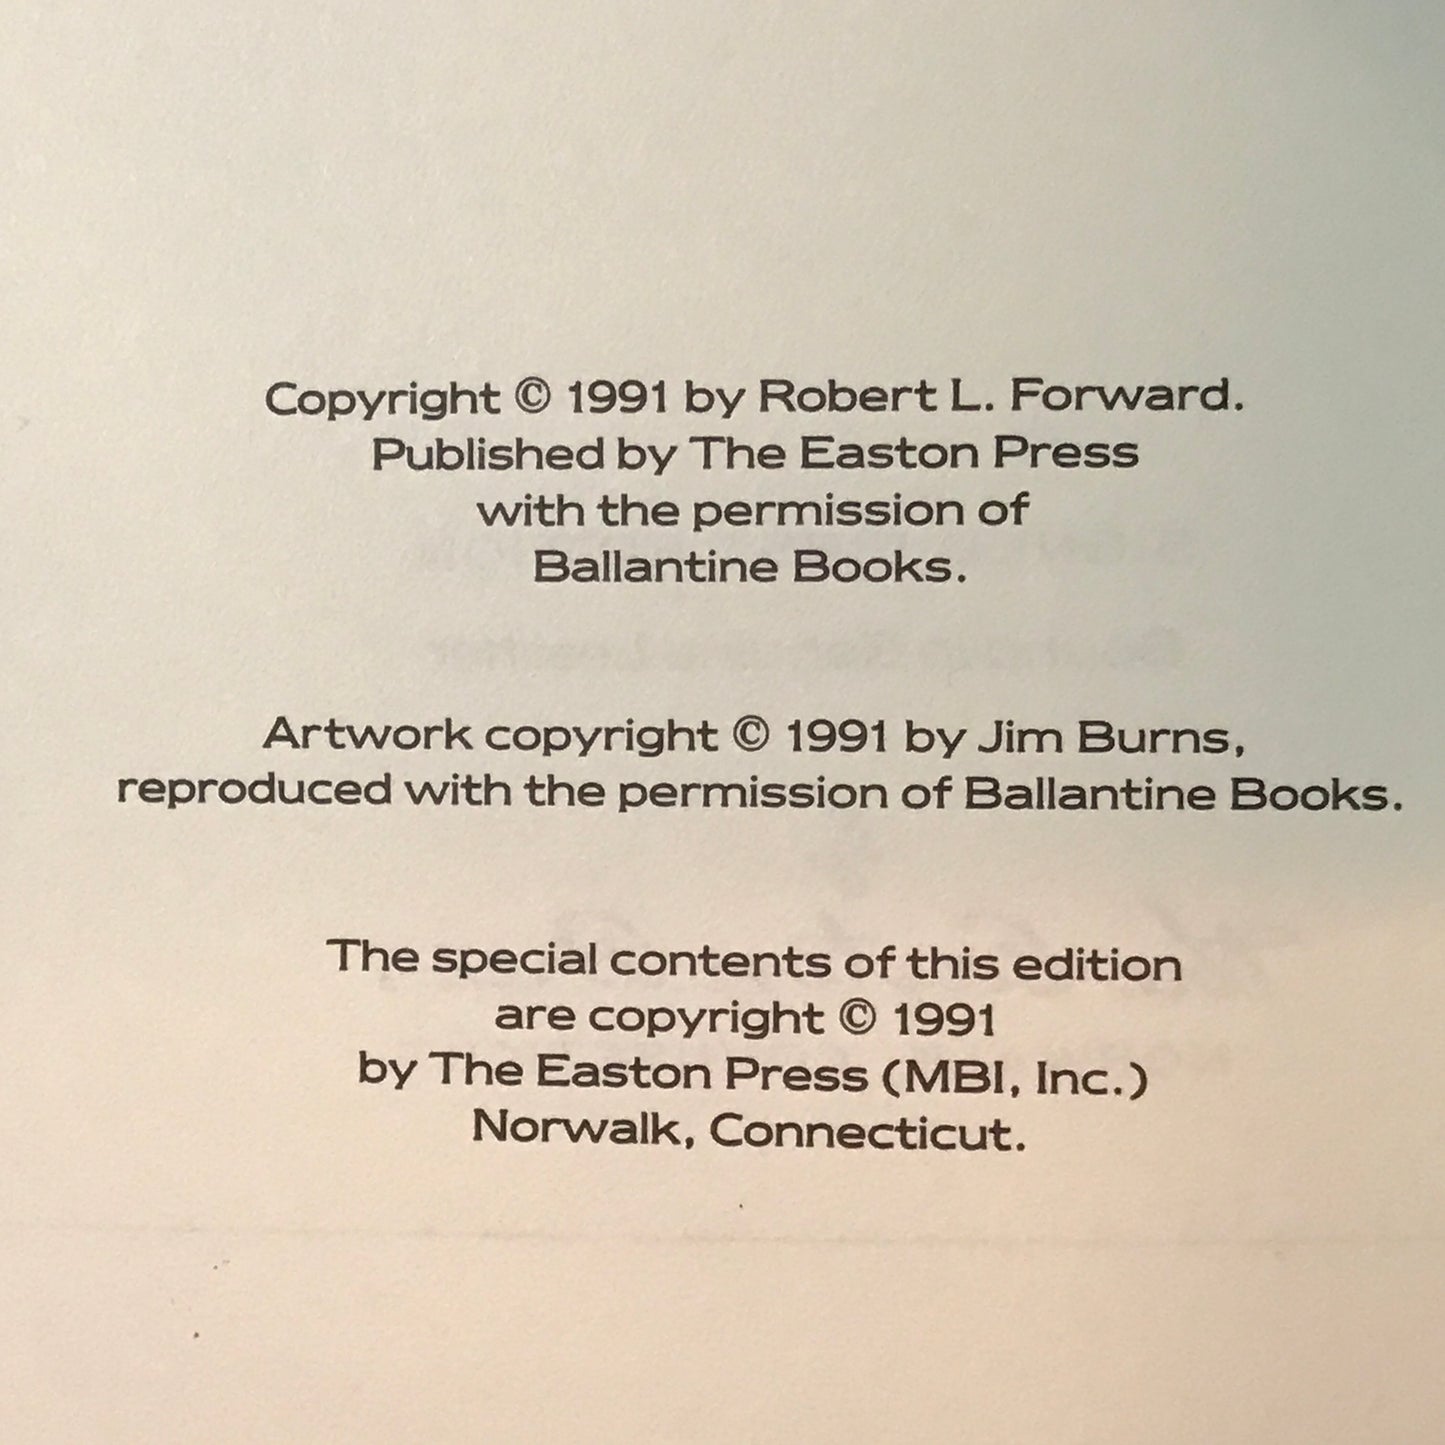 Copyright © 1991 by Robert L. Forward.
Published by The Easton Press
with the permission of
Ballantine Books.
Artwork copyright © 1991 by Jim Burns,
reproduced with the permission of Ballantine Books.
The special contents of this edition
are copyright © 1991
by The Easton Press (MBI, Inc.)
Norwalk, Connecticut.